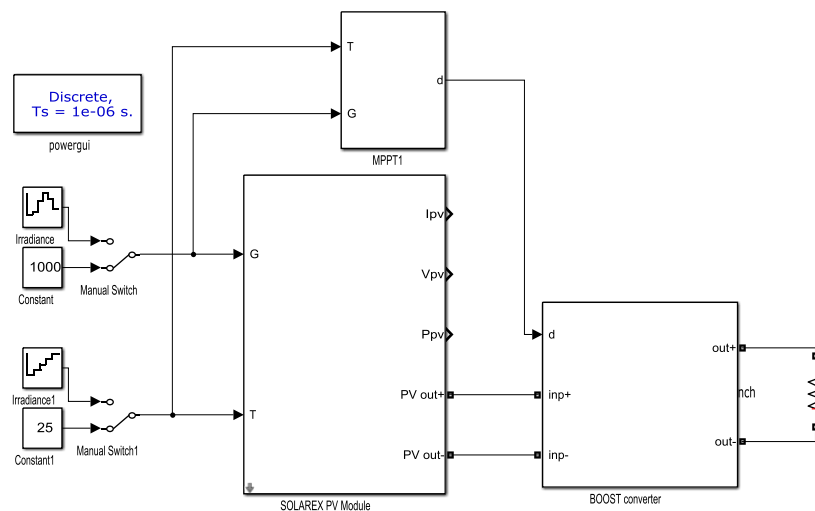 T
d
G
MPPT1
Discrete,
Ts = 1e-06 s.
powergui
Irradiance
1000
Constant
Manual Switch
Irradiance1
25
Constant1
Manual Switch1
G
T
Ipv
Vpv
Ppv
PV out+
PV out-
SOLAREX PV Module
d
inp+
inp-
out+
out-
BOOST converter
nch